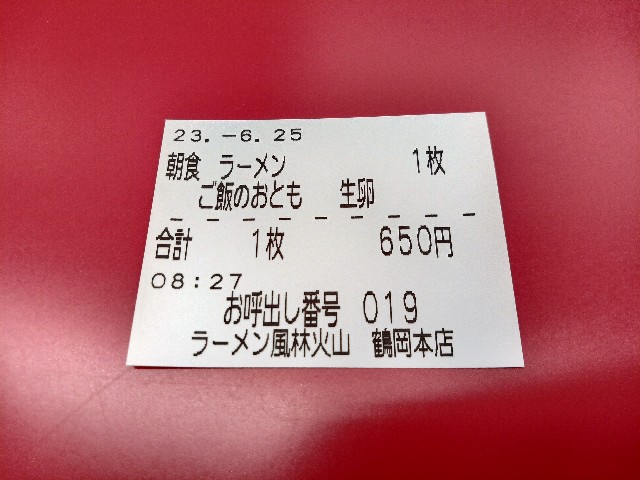 23.-6.25
朝食 ラーメン 1枚
ご飯のおとも 生卵
合計 1枚 650円
08:27
お呼出し番号 019
ラーメン風林火山 鶴岡本店